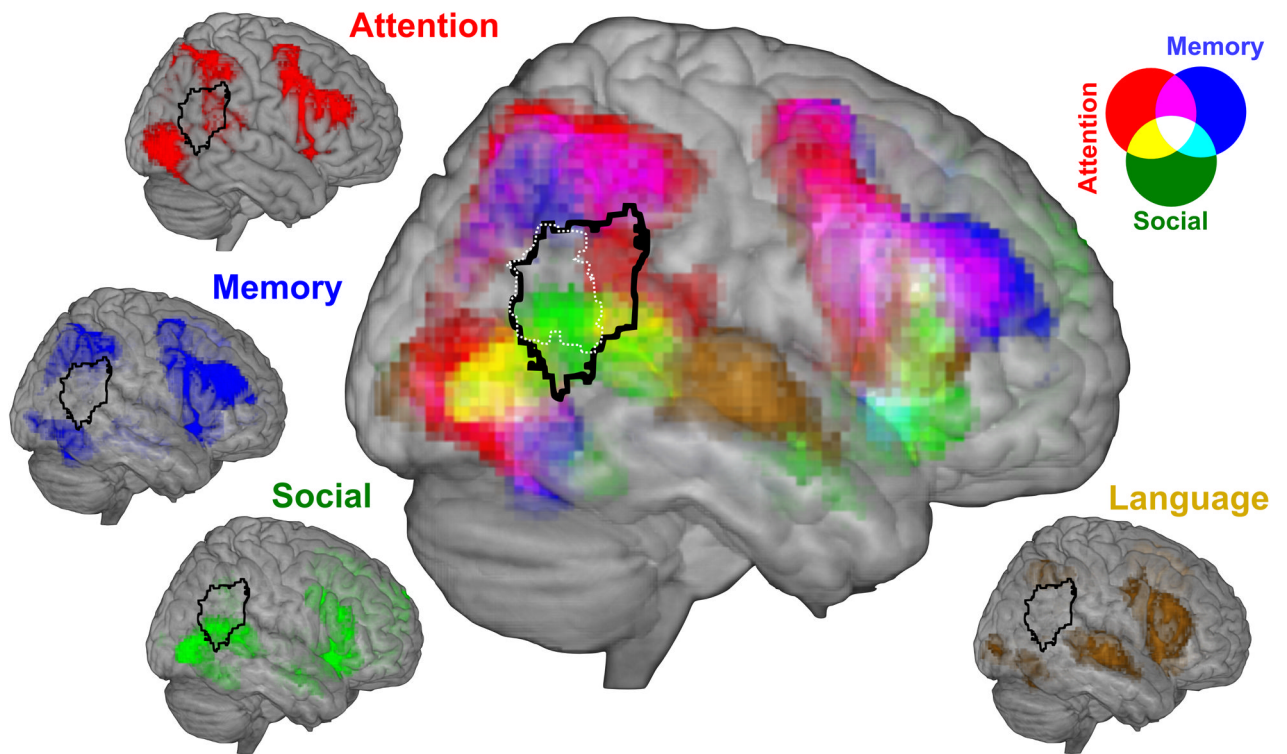 Attention
Memory
Attention
Social
Memory
Social
Language